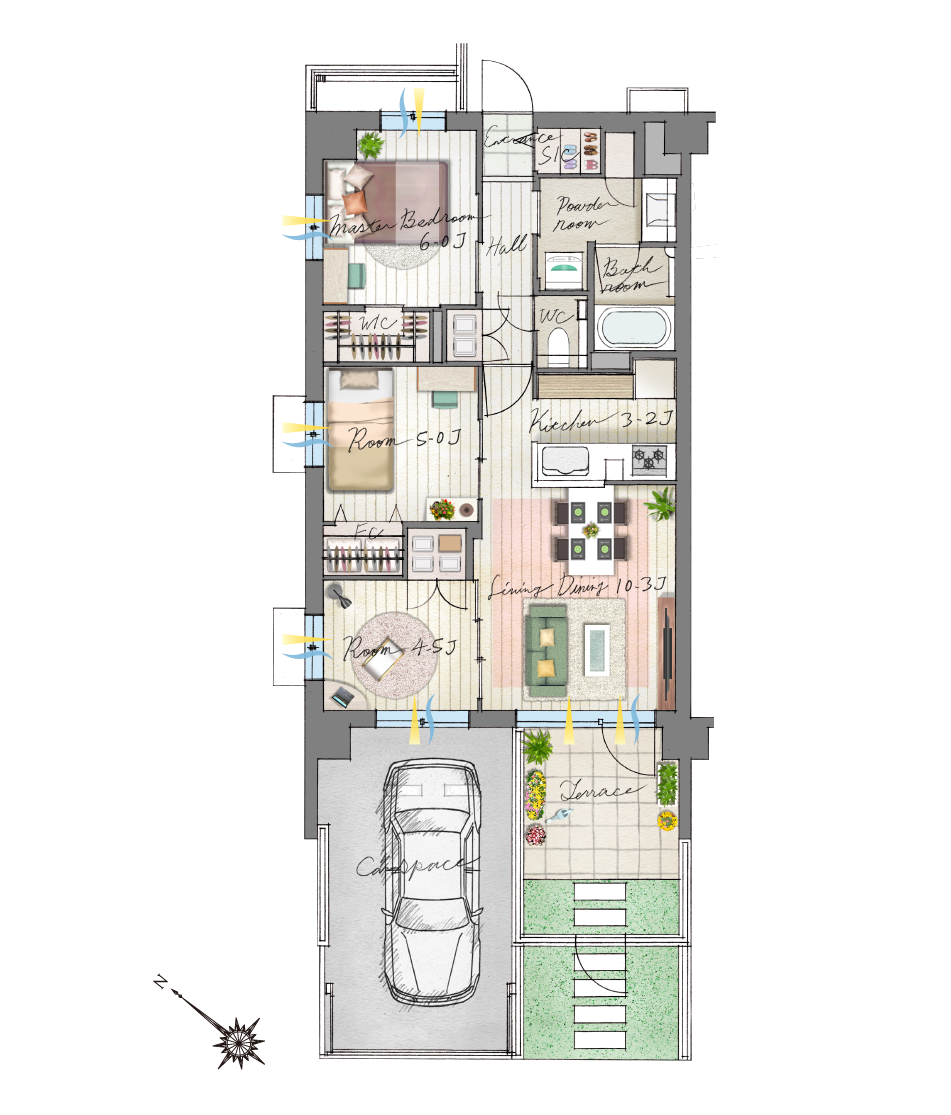 Entrance
SIC
Powder
room
Master Bedroom
6-0J
Hall
Bath
room
WIC
WC
Kitchen 3-2J
Room 5-0J
FC
Lining Dining 10-3J
Room 4-5J
Terrace
Carspace
N